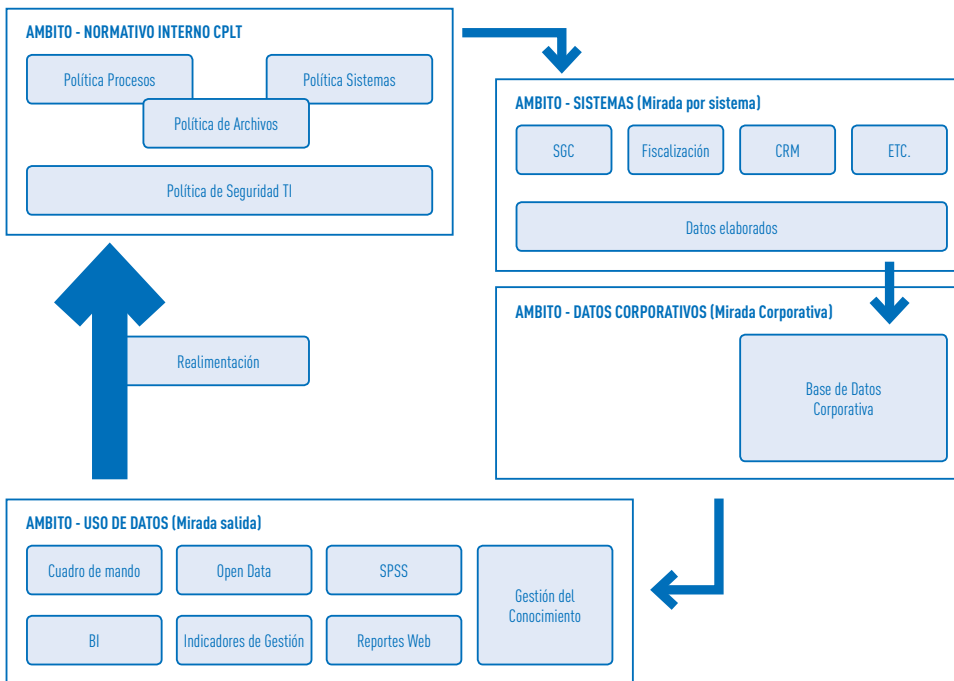 AMBITO - NORMATIVO INTERNO CPLT
Política Procesos
Política Sistemas
Política de Archivos
Política de Seguridad TI
AMBITO - SISTEMAS (Mirada por sistema)
SGC
Fiscalización
CRM
ETC.
Datos elaborados
AMBITO - DATOS CORPORATIVOS (Mirada Corporativa)
Base de Datos
Corporativa
Realimentación
AMBITO - USO DE DATOS (Mirada salida)
Cuadro de mando
Open Data
SPSS
Gestión del
Conocimiento
BI
Indicadores de Gestión
Reportes Web